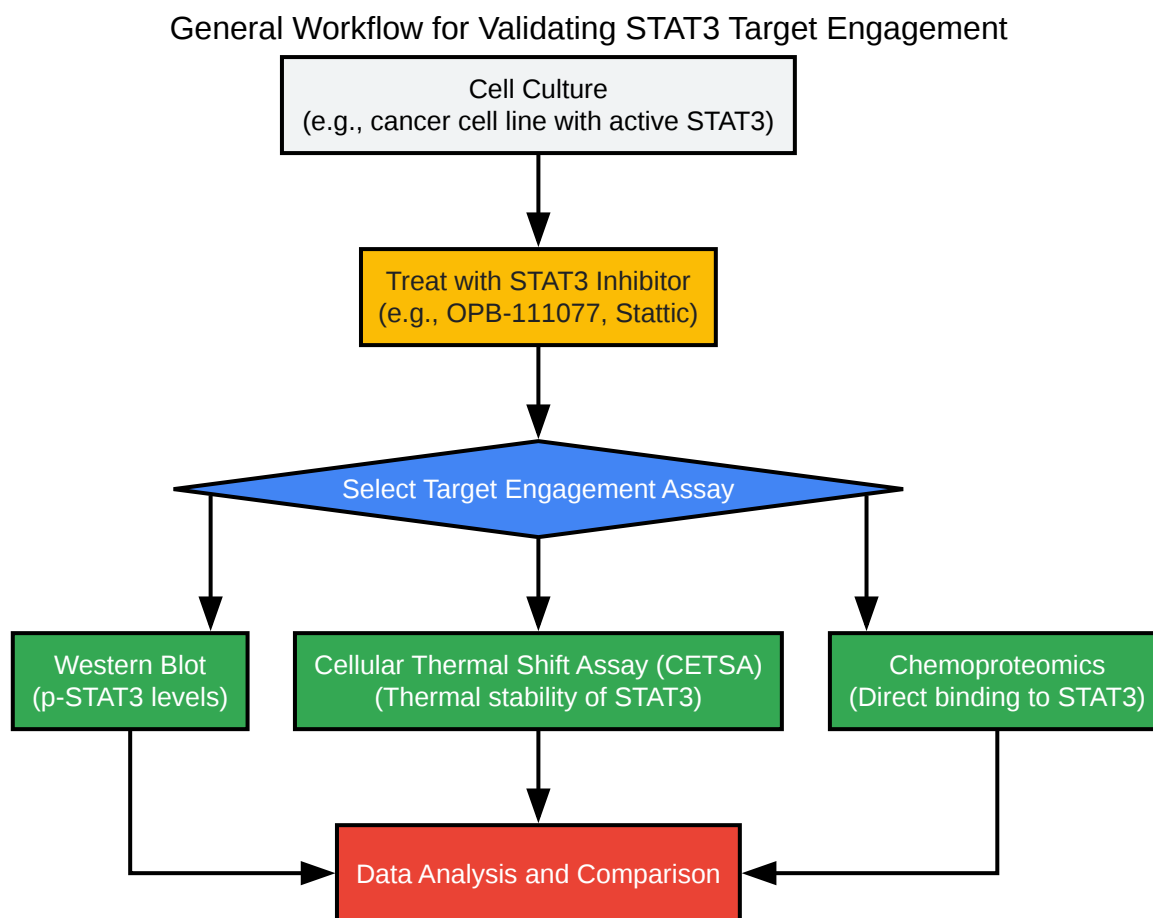 General Workflow for Validating STAT3 Target Engagement
Cell Culture
(e.g., cancer cell line with active STAT3)
Treat with STAT3 Inhibitor
(e.g., OPB-111077, Stattic)
Select Target Engagement Assay
Western Blot
(p-STAT3 levels)
Cellular Thermal Shift Assay (CETSA)
(Thermal stability of STAT3)
Chemoproteomics
(Direct binding to STAT3)
Data Analysis and Comparison